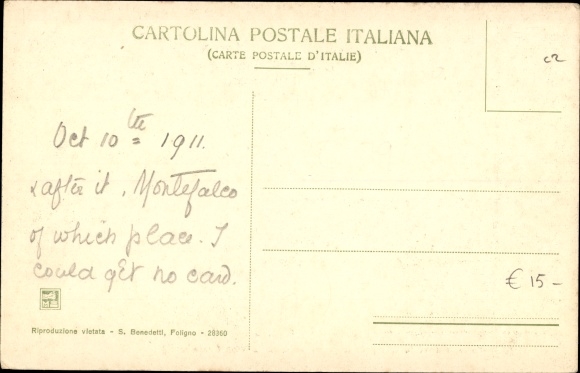 CARTOLINA POSTALE ITALIANA
(CARTE POSTALE D'ITALIE)
c2
Oct 10th = 1911.
& after it, Montefalco
of which place. I
could get no card.
€ 15 -
Riproduzione vietata - S. Benedetti, Foligno - 28360